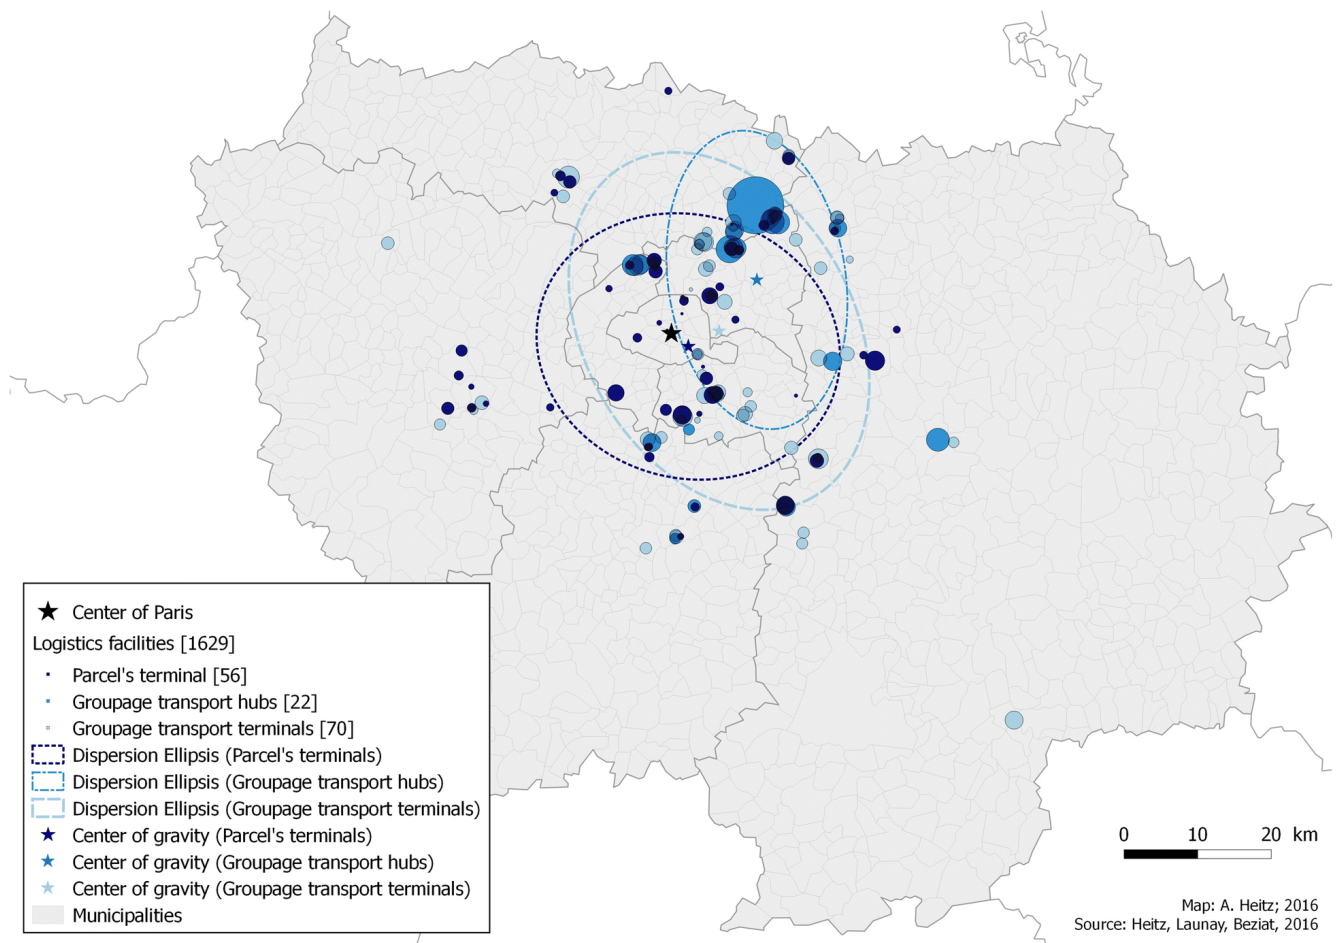 Center of Paris
Logistics facilities [1629]
Parcel's terminal [56]
Groupage transport hubs [22]
Groupage transport terminals [70]
Dispersion Ellipsis (Parcel's terminals)
Dispersion Ellipsis (Groupage transport hubs)
Dispersion Ellipsis (Groupage transport terminals)
Center of gravity (Parcel's terminals)
Center of gravity (Groupage transport hubs)
Center of gravity (Groupage transport terminals)
Municipalities
0 10 20 km
Map: A. Heitz; 2016
Source: Heitz, Launay, Beziat, 2016